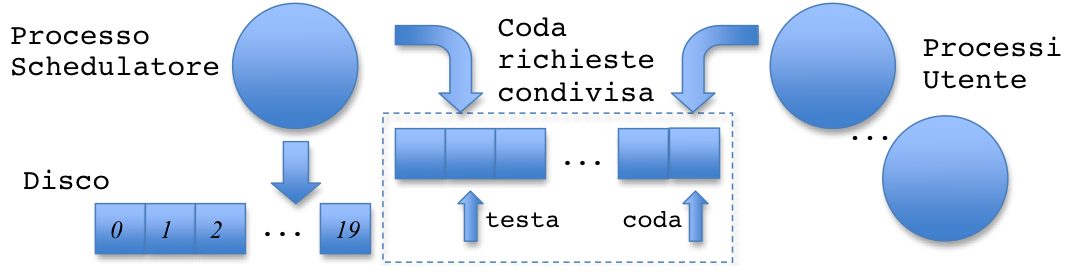 Processo
Schedulatore
Coda
richieste
condivisa
Processi
Utente
...
Disco
0 1 2 ... 19
...
testa
coda